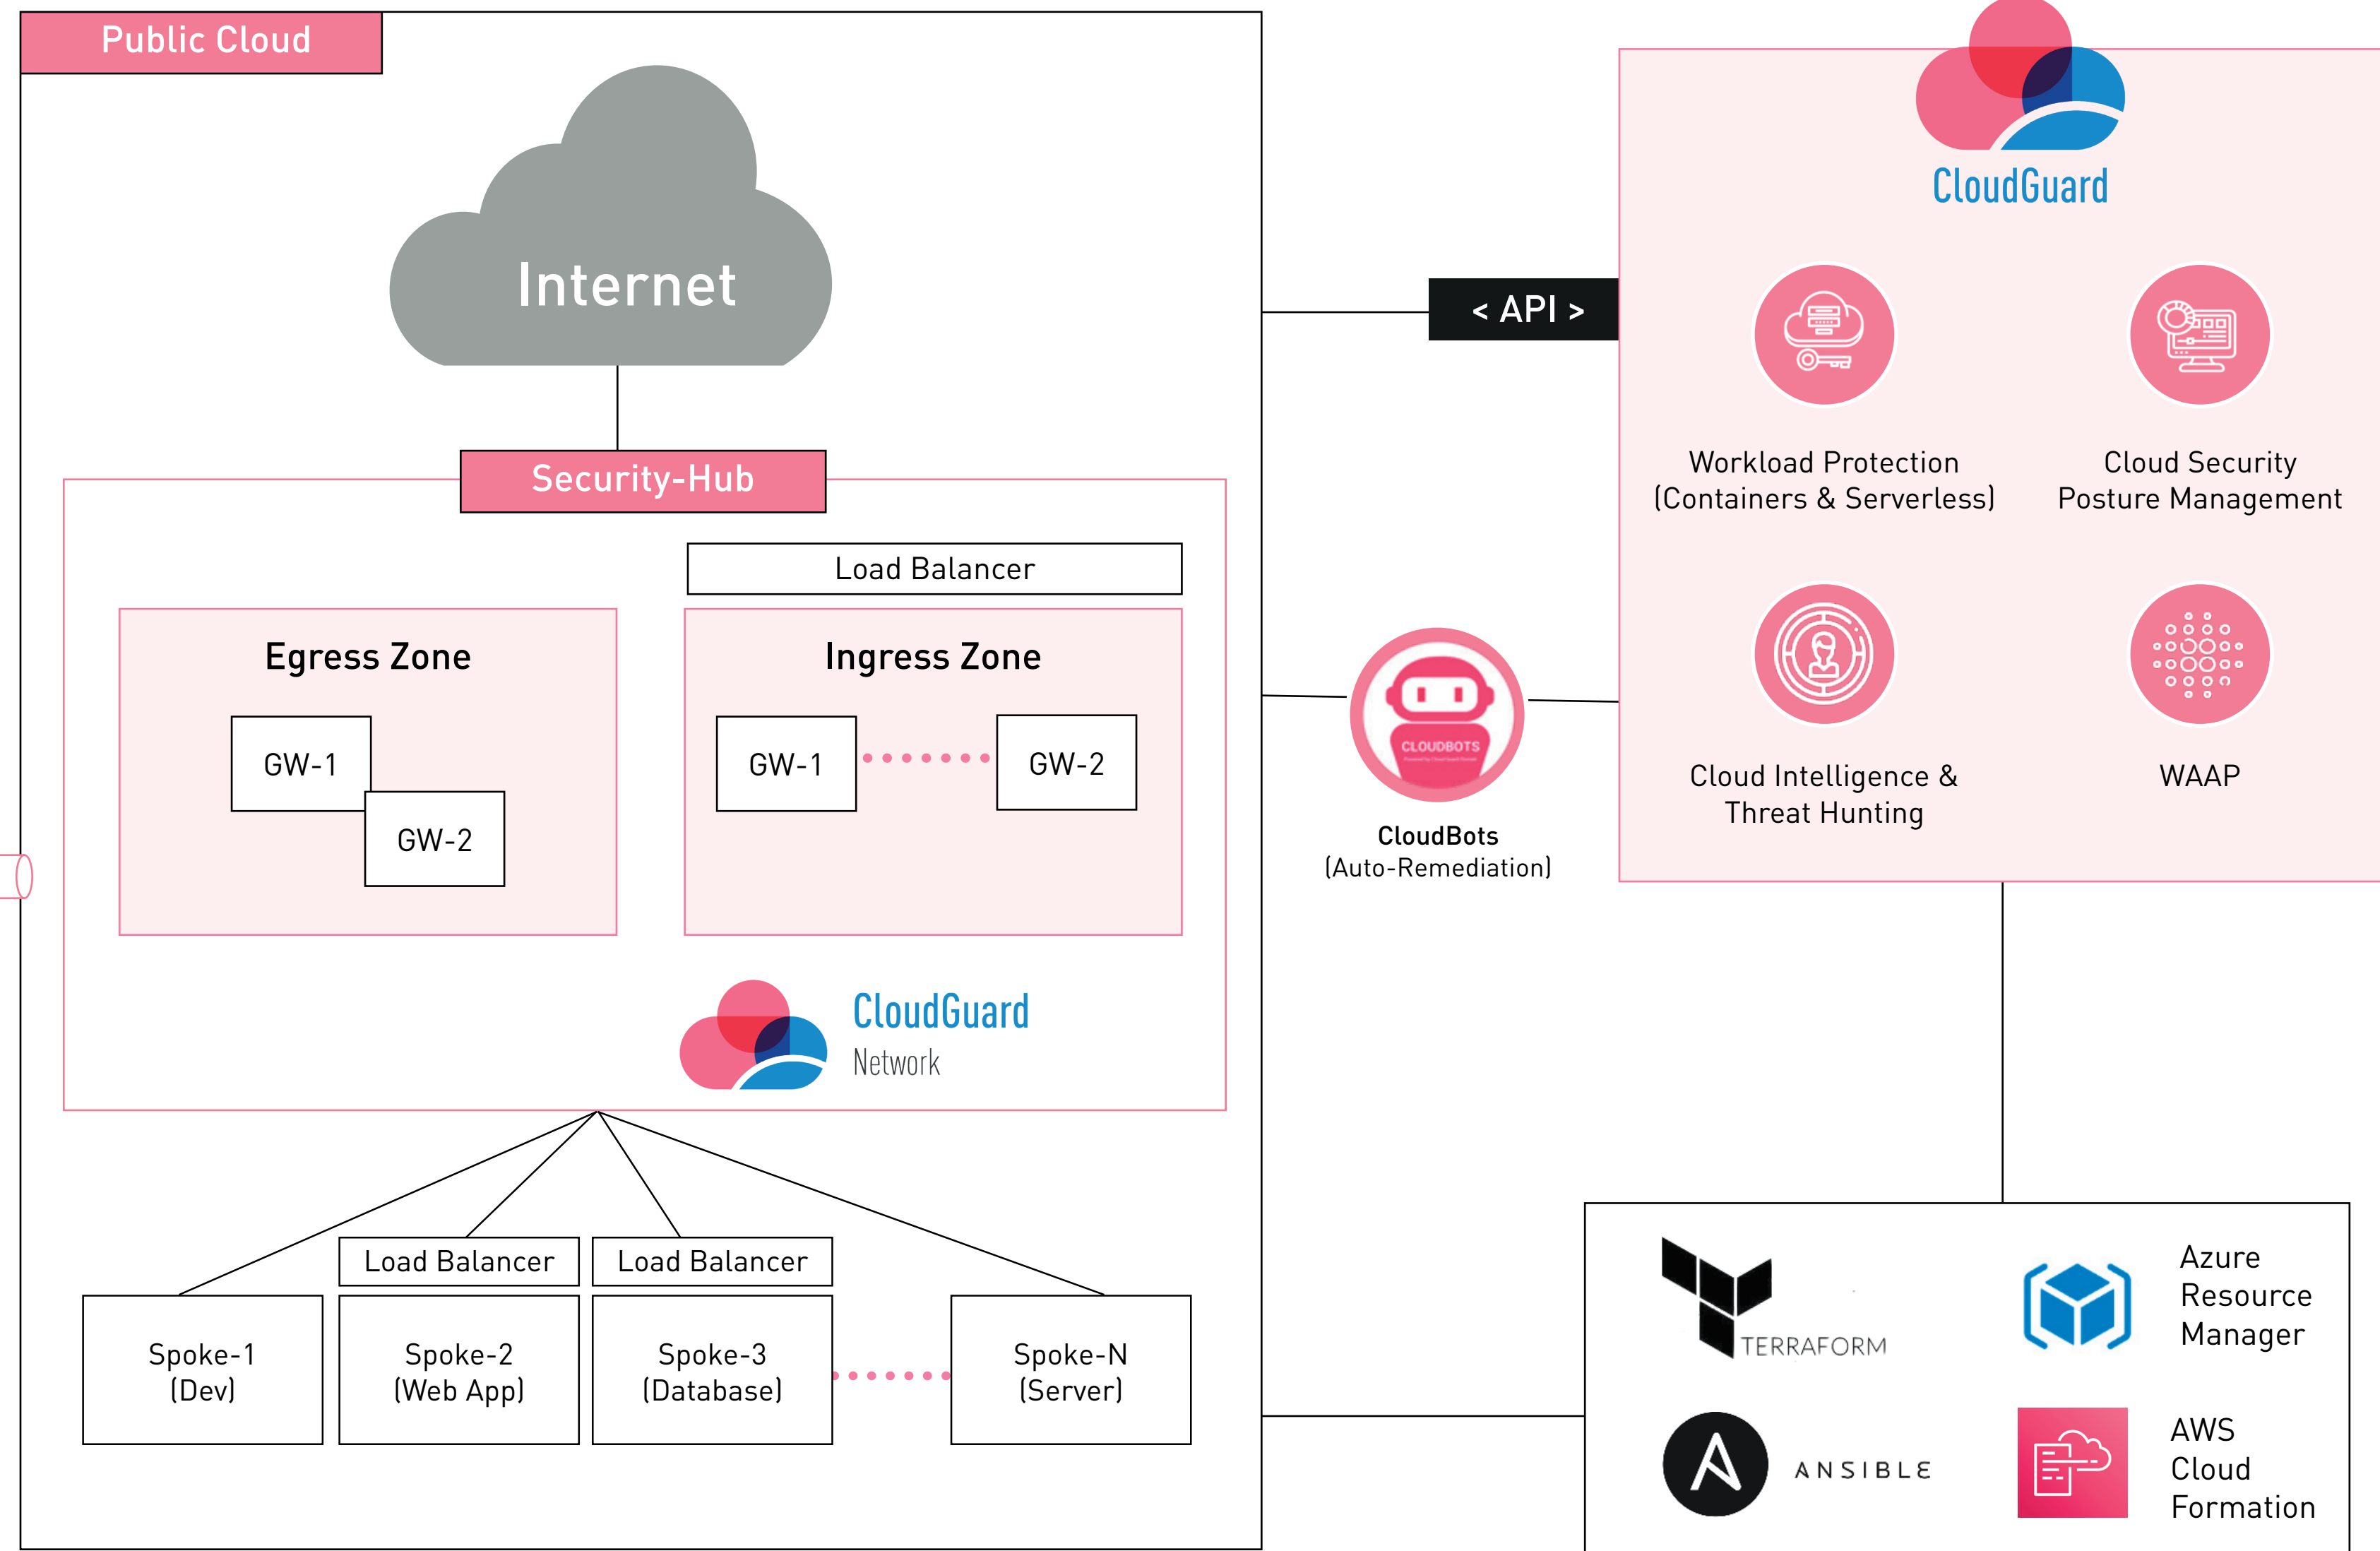 Public Cloud
Internet
Security-Hub
Load Balancer
Egress Zone
GW-1
GW-2
Ingress Zone
GW-1
GW-2
CloudGuard
Network
Load Balancer
Load Balancer
Spoke-1
(Dev)
Spoke-2
(Web App)
Spoke-3
(Database)
Spoke-N
(Server)
< API >
CLOUDBOTS
CloudBots
(Auto-Remediation)
CloudGuard
Workload Protection
(Containers & Serverless)
Cloud Security
Posture Management
Cloud Intelligence &
Threat Hunting
WAAP
TERRAFORM
Azure
Resource
Manager
ANSIBLE
AWS
Cloud
Formation